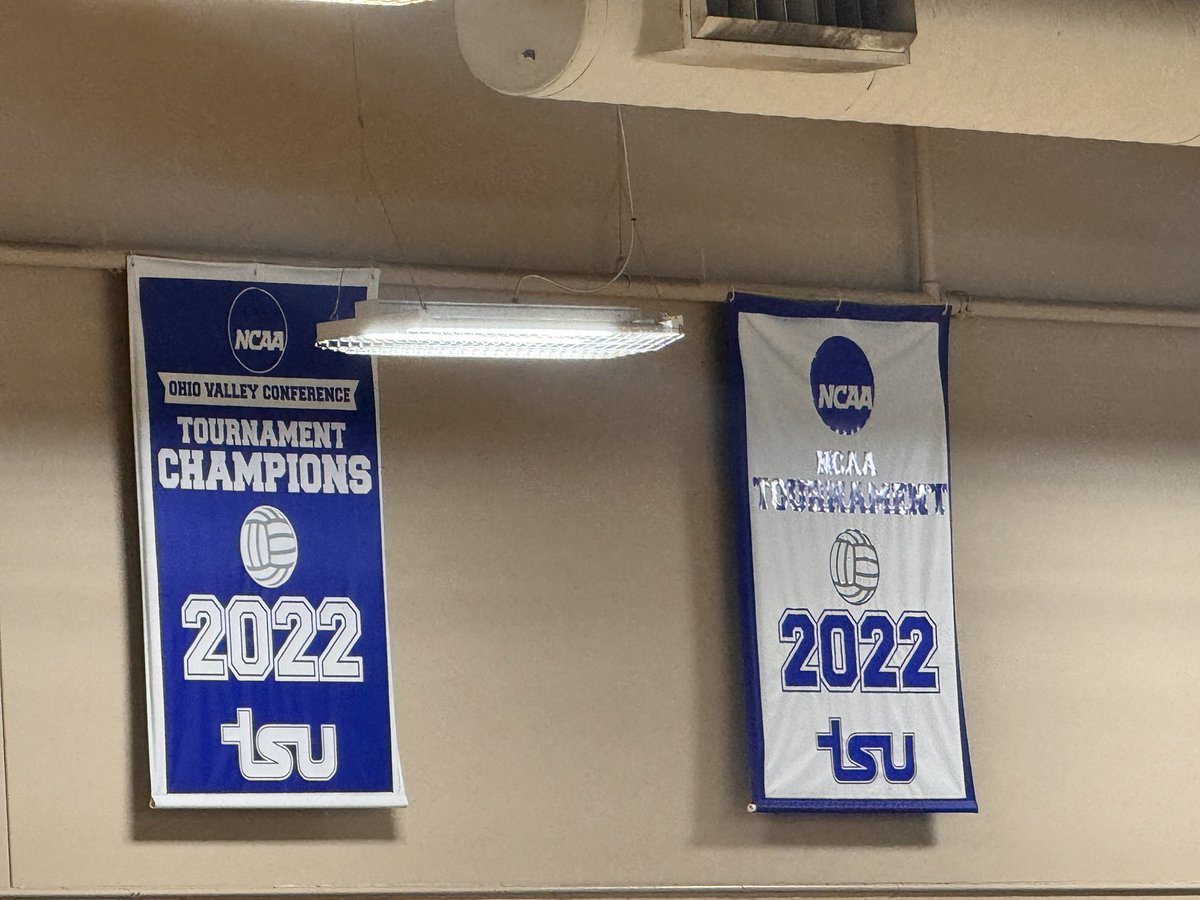 NCAA
OHIO VALLEY CONFERENCE
TOURNAMENT
CHAMPIONS
2022
tsu
NCAA
NCAA
TOURNAMENT
2022
tsu